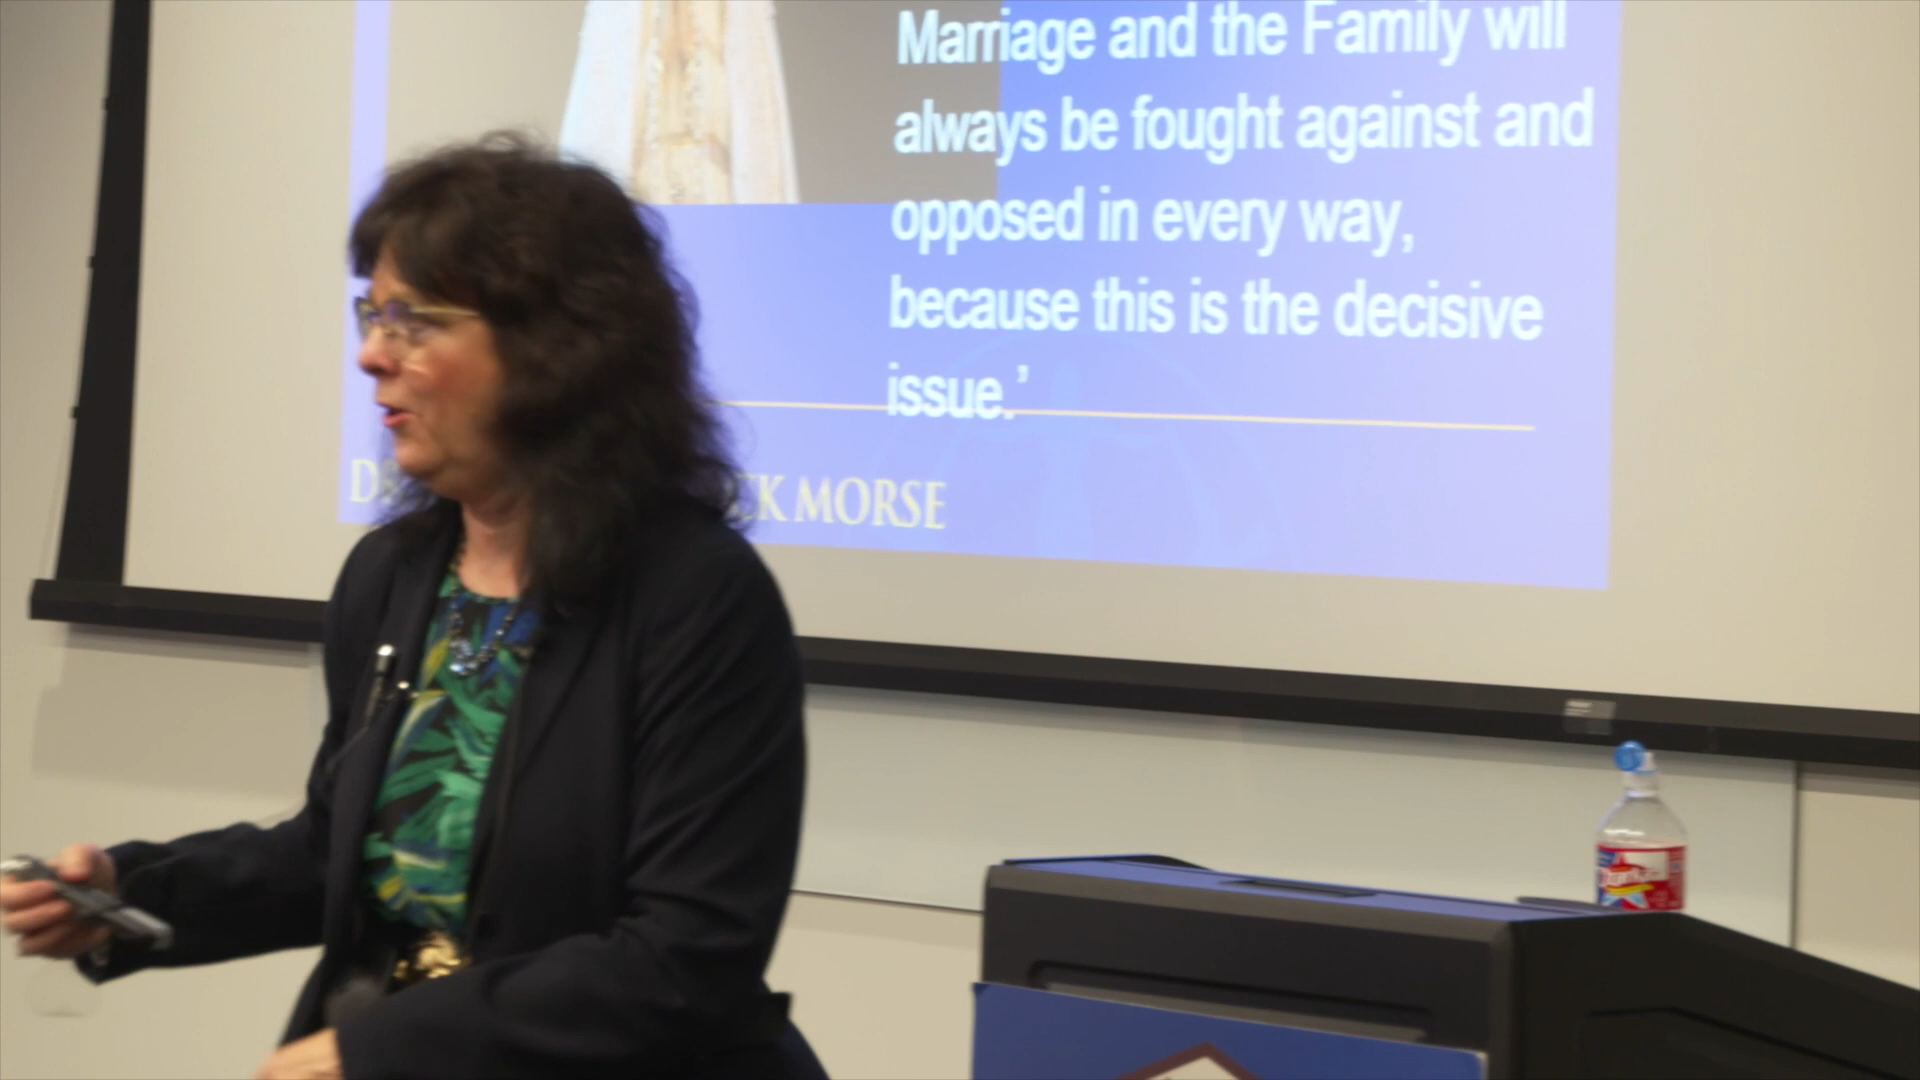 Marriage and the Family will
always be fought against and
opposed in every way,
because this is the decisive
issue.’
CK MORSE